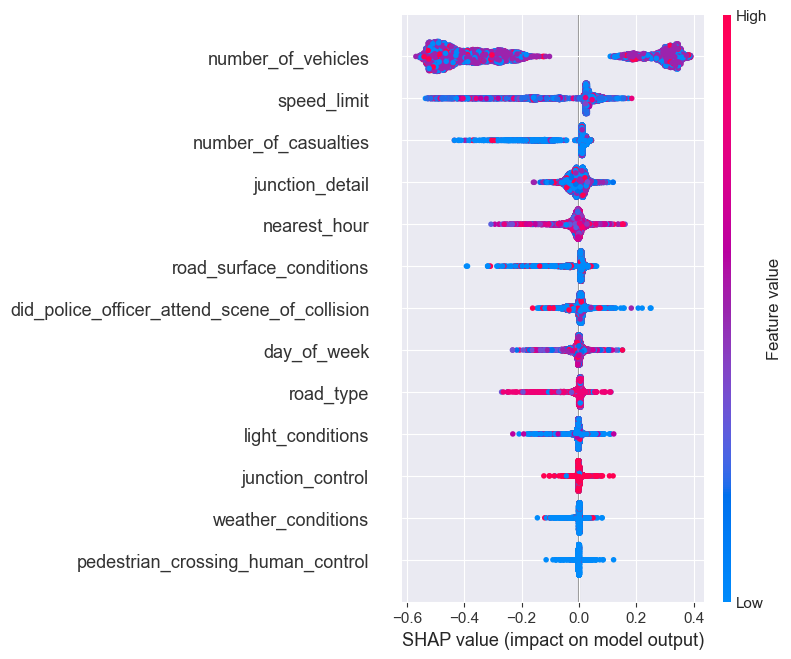 High
number_of_vehicles
speed_limit
number_of_casualties
junction_detail
nearest_hour
road_surface_conditions
did_police_officer_attend_scene_of_collision
day_of_week
road_type
light_conditions
junction_control
weather_conditions
pedestrian_crossing_human_control
Feature value
Low
−0.6 −0.4 −0.2 0.0 0.2 0.4
SHAP value (impact on model output)